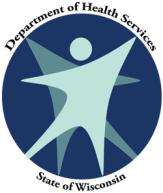 Department of Health Services
State of Wisconsin